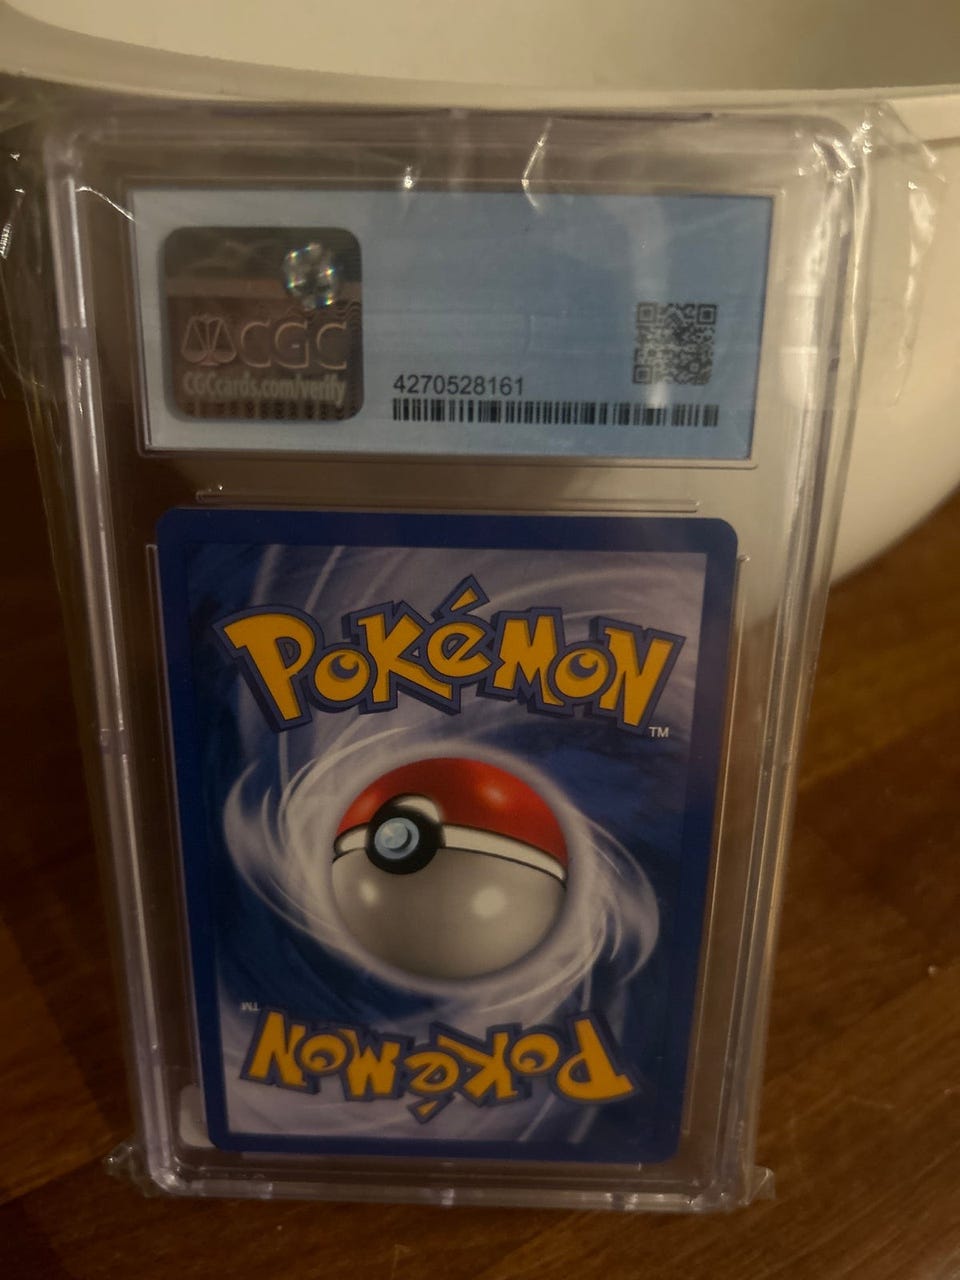 CGC
CGCcards.com/verify
4270528161
POKéMON
TM
TM
POKéMON